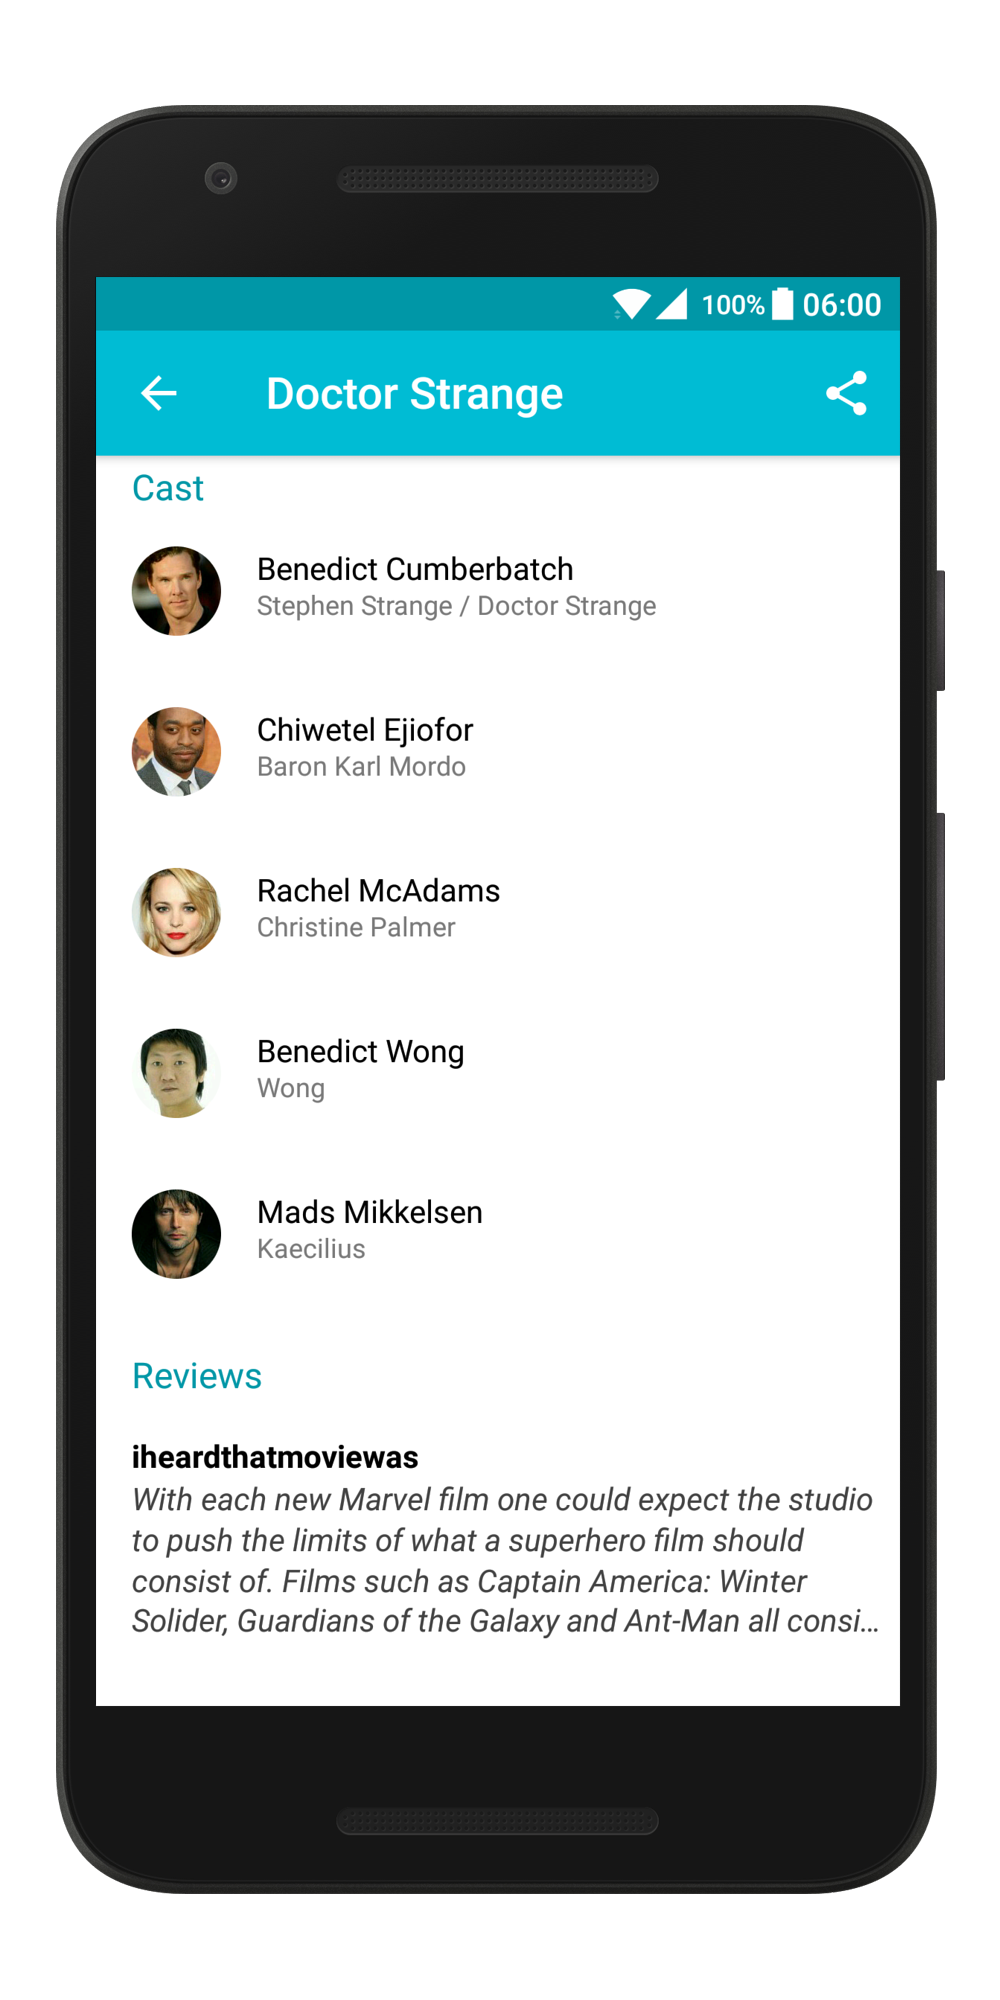 100% 06:00
Doctor Strange
Cast
Benedict Cumberbatch
Stephen Strange / Doctor Strange
Chiwetel Ejiofor
Baron Karl Mordo
Rachel McAdams
Christine Palmer
Benedict Wong
Wong
Mads Mikkelsen
Kaecilius
Reviews
iheardthatmoviewas
With each new Marvel film one could expect the studio
to push the limits of what a superhero film should
consist of. Films such as Captain America: Winter
Solider, Guardians of the Galaxy and Ant-Man all consi...